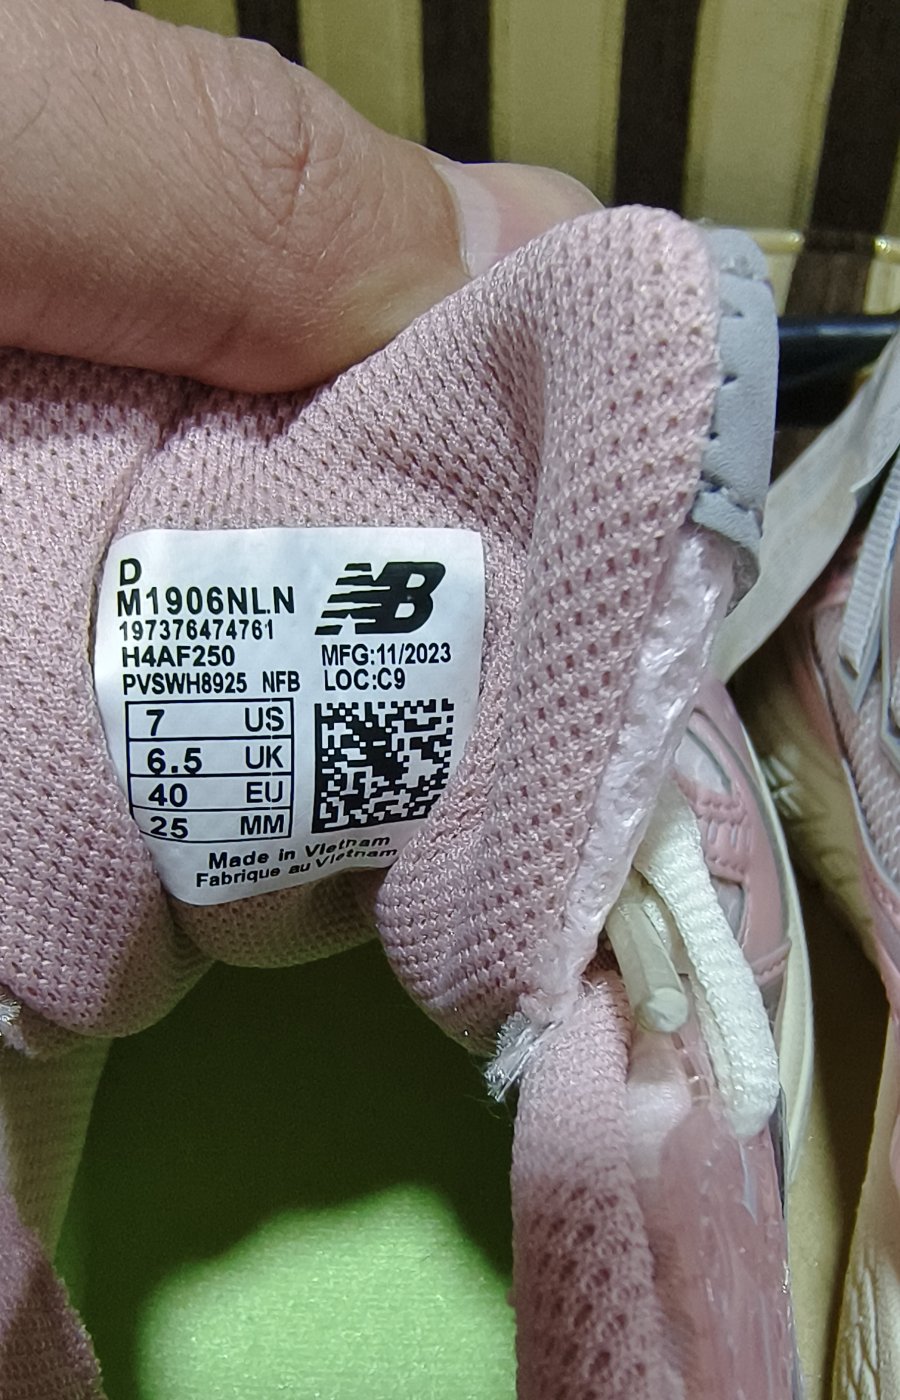 D
M1906NLN
197376474761
H4AF250
PVSWH8925 NFB
NB
MFG:11/2023
LOC:C9
7 US
6.5 UK
40 EU
25 MM
Made in Vietnam
Fabrique au Vietnam